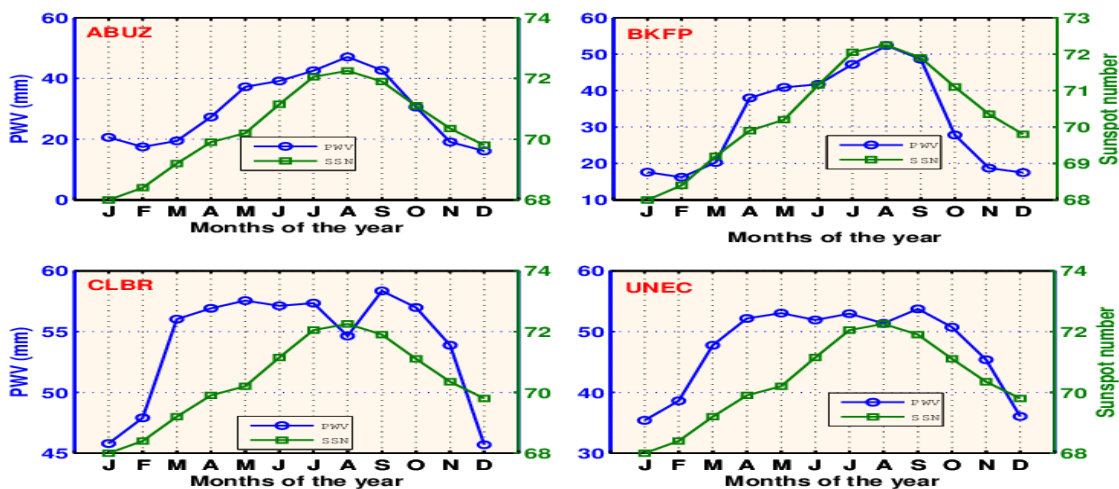 ABUZ
PWV (mm)
60
40
20
0
74
72
70
68
PWV
SSN
J F M A M J J A S O N D
Months of the year
BKFP
60
50
40
30
20
10
73
72
71
70
69
68
Sunspot number
PWV
SSN
J F M A M J J A S O N D
Months of the year
CLBR
PWV (mm)
60
55
50
45
74
72
70
68
PWV
SSN
J F M A M J J A S O N D
Months of the year
UNEC
60
50
40
30
74
72
70
68
Sunspot number
PWV
SSN
J F M A M J J A S O N D
Months of the year